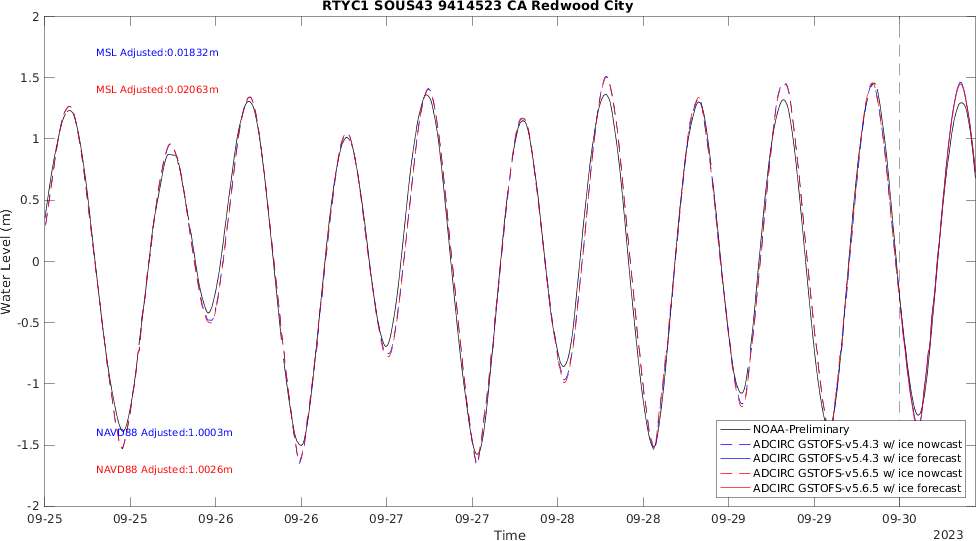 RTYC1 SOUS43 9414523 CA Redwood City
2
1.5
1
0.5
0
-0.5
-1
-1.5
-2
Water Level (m)
MSL Adjusted:0.01832m
MSL Adjusted:0.02063m
NAVD88 Adjusted:1.0003m
NAVD88 Adjusted:1.0026m
NOAA-Preliminary
ADCIRC GSTOFS-v5.4.3 w/ ice nowcast
ADCIRC GSTOFS-v5.4.3 w/ ice forecast
ADCIRC GSTOFS-v5.6.5 w/ ice nowcast
ADCIRC GSTOFS-v5.6.5 w/ ice forecast
09-25 09-25 09-26 09-26 09-27 09-27 09-28 09-28 09-29 09-29 09-30
Time
2023